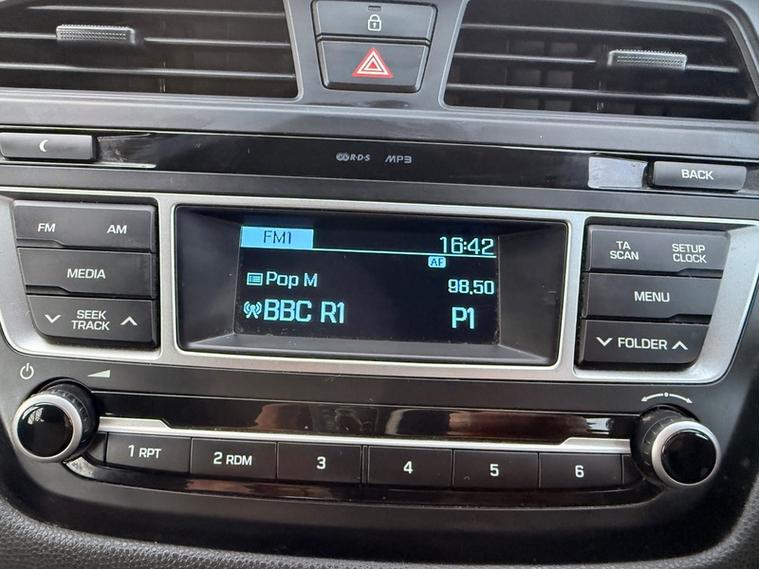 RDS MP3
BACK
FM AM
MEDIA
SEEK
TRACK
FM1 16:42
AF
Pop M 98.50
BBC R1 P1
TA
SCAN
SETUP
CLOCK
MENU
FOLDER
1 RPT
2 RDM
3
4
5
6